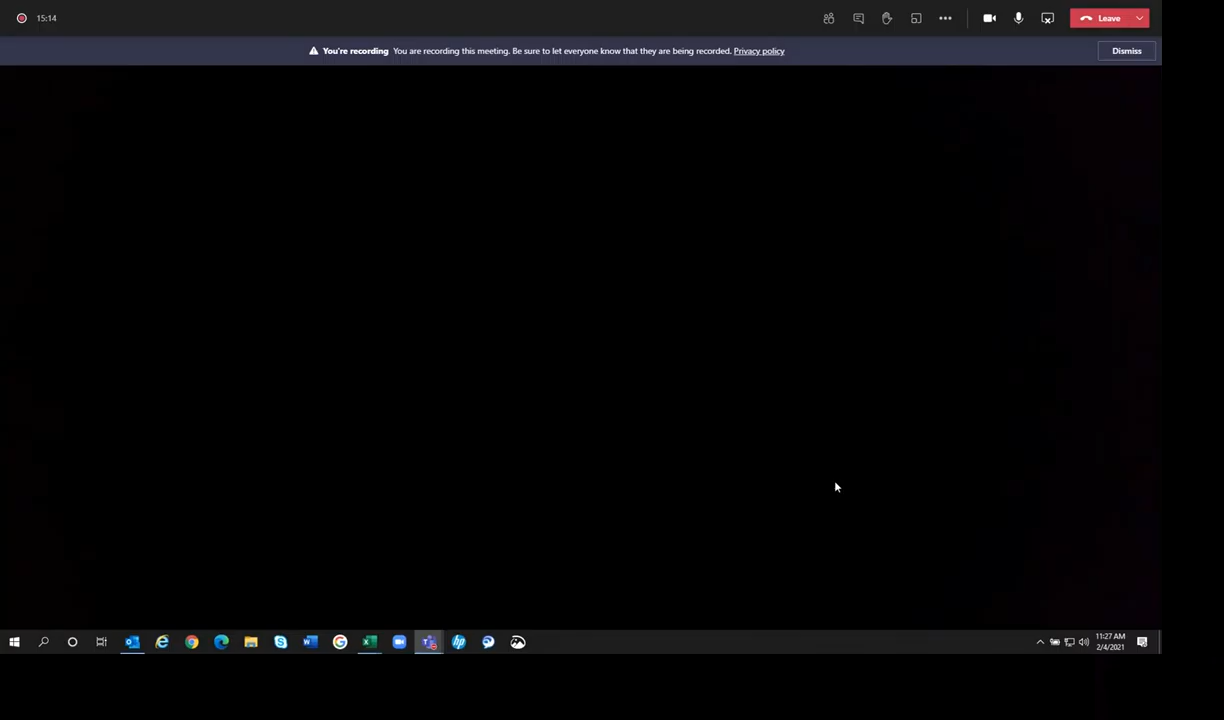 15:14
Leave
You're recording You are recording this meeting. Be sure to let everyone know that they are being recorded. Privacy policy
Dismiss
11:27 AM
2/4/2021